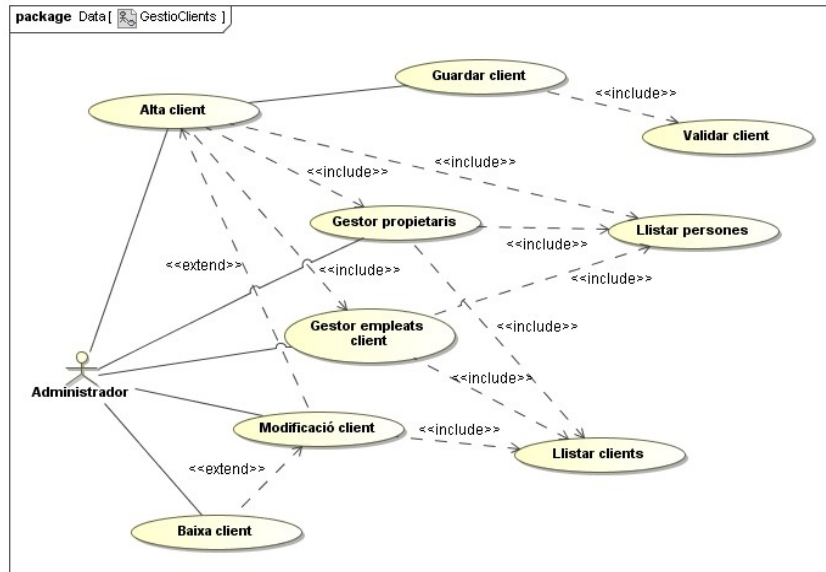 package Data[ GestioClients ]
Guardar client
<<include>>
Alta client
Validar client
<<include>>
<<include>>
Gestor propietaris
Llistar persones
<<include>>
<<extend>>
<<include>>
Gestor empleats
client
<<include>>
Administrador
<<include>>
Modificació client
<<include>>
Llistar clients
<<extend>>
Baixa client